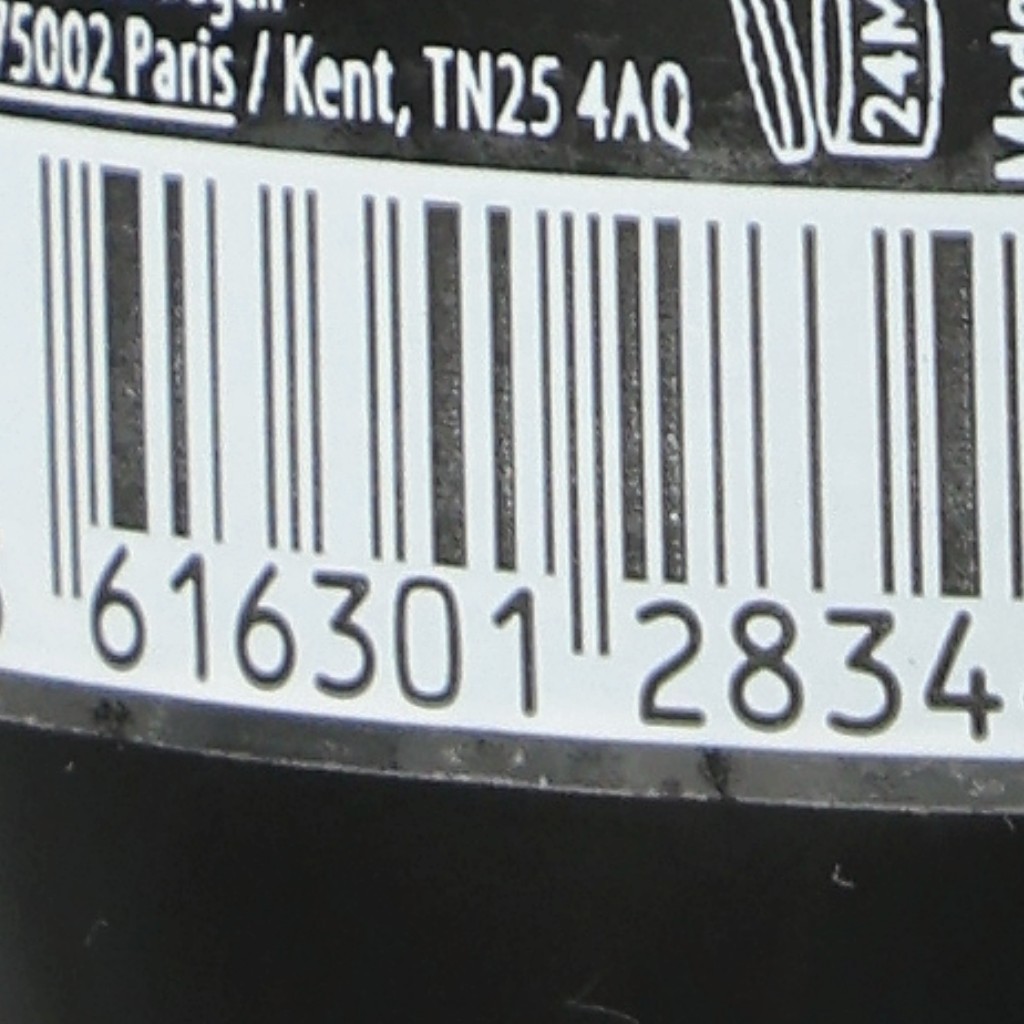 75002 Paris / Kent, TN25 4AQ
24M
616301 2834